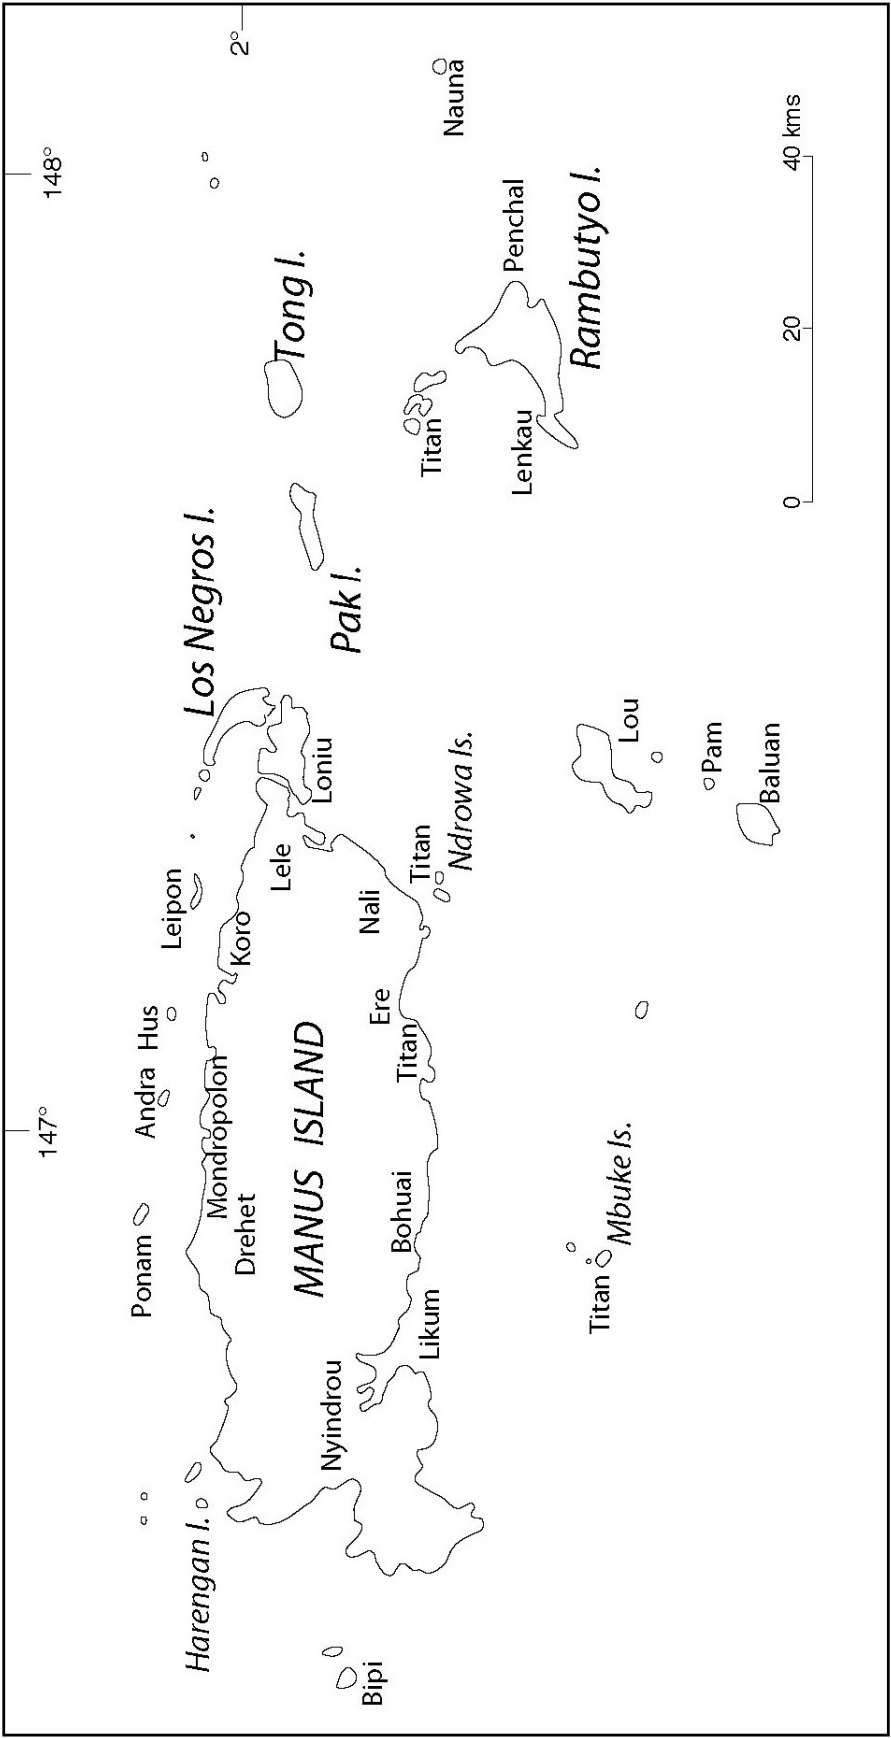 147°
148°
2°
Ponam
Andra
Hus
Leipon
Los Negros I.
Harengan I.
Mondropolon
Koro
Drehet
Lele
Tong I.
MANUS ISLAND
Loniu
Pak I.
Bipi
Nyindrou
Nali
Ere
Likum
Bohuai
Titan
Titan
Ndrowa Is.
Titan
Nauna
Lenkau
Penchal
Rambutyo I.
Titan
Mbuke Is.
Lou
Pam
Baluan
0
20
40 kms